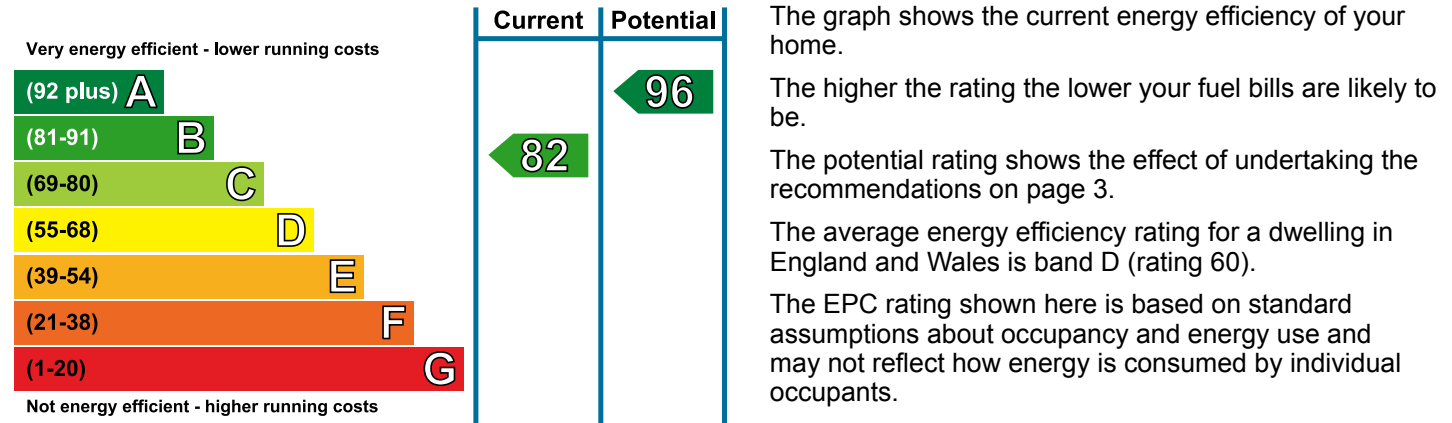 Current Potential
Very energy efficient - lower running costs
(92 plus) A
96
(81-91) B
82
(69-80) C
(55-68) D
(39-54) E
(21-38) F
(1-20) G
Not energy efficient - higher running costs
The graph shows the current energy efficiency of your
home.
The higher the rating the lower your fuel bills are likely to
be.
The potential rating shows the effect of undertaking the
recommendations on page 3.
The average energy efficiency rating for a dwelling in
England and Wales is band D (rating 60).
The EPC rating shown here is based on standard
assumptions about occupancy and energy use and
may not reflect how energy is consumed by individual
occupants.